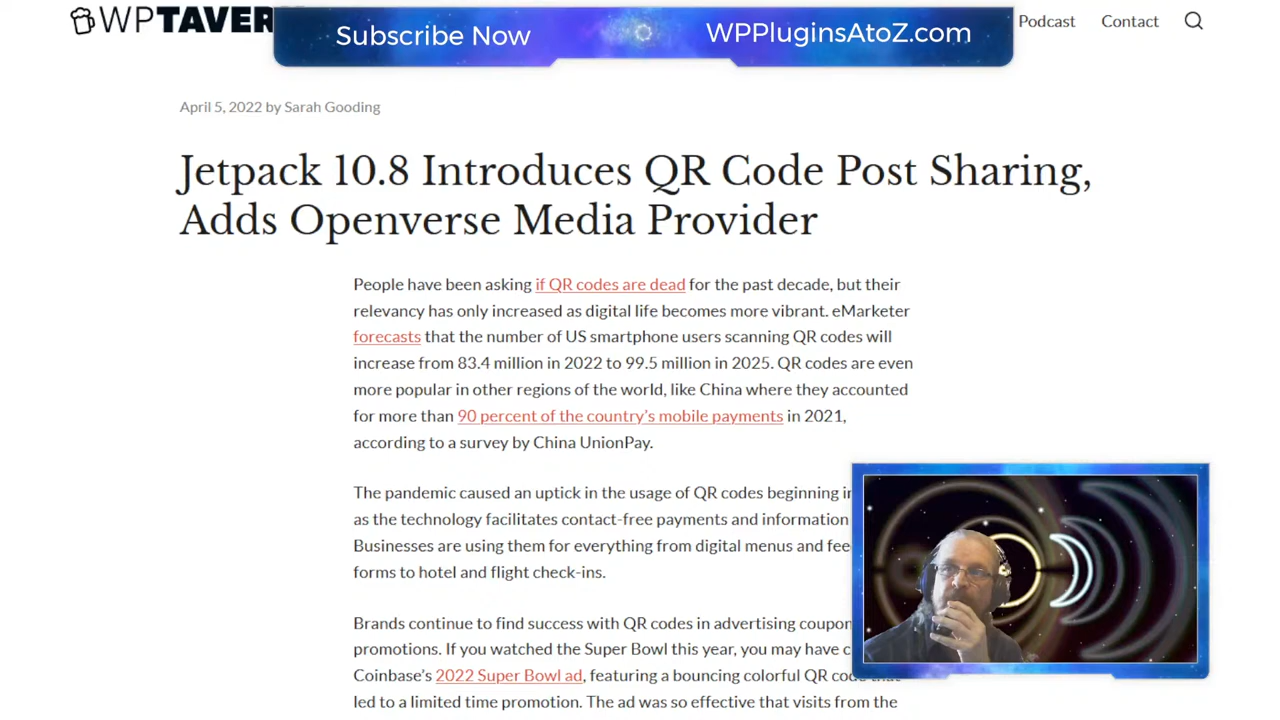 WPTAVER
Subscribe Now
WPPluginsAtoZ.com
Podcast
Contact
April 5, 2022 by Sarah Gooding
Jetpack 10.8 Introduces QR Code Post Sharing,
Adds Openverse Media Provider
People have been asking if QR codes are dead for the past decade, but their
relevancy has only increased as digital life becomes more vibrant. eMarketer
forecasts that the number of US smartphone users scanning QR codes will
increase from 83.4 million in 2022 to 99.5 million in 2025. QR codes are even
more popular in other regions of the world, like China where they accounted
for more than 90 percent of the country's mobile payments in 2021,
according to a survey by China UnionPay.
The pandemic caused an uptick in the usage of QR codes beginning
as the technology facilitates contact-free payments and information
Businesses are using them for everything from digital menus and
forms to hotel and flight check-ins.
Brands continue to find success with QR codes in advertising
promotions. If you watched the Super Bowl this year, you may have
Coinbase's 2022 Super Bowl ad, featuring a bouncing colorful QR
led to a limited time promotion. The ad was so effective that visits from the